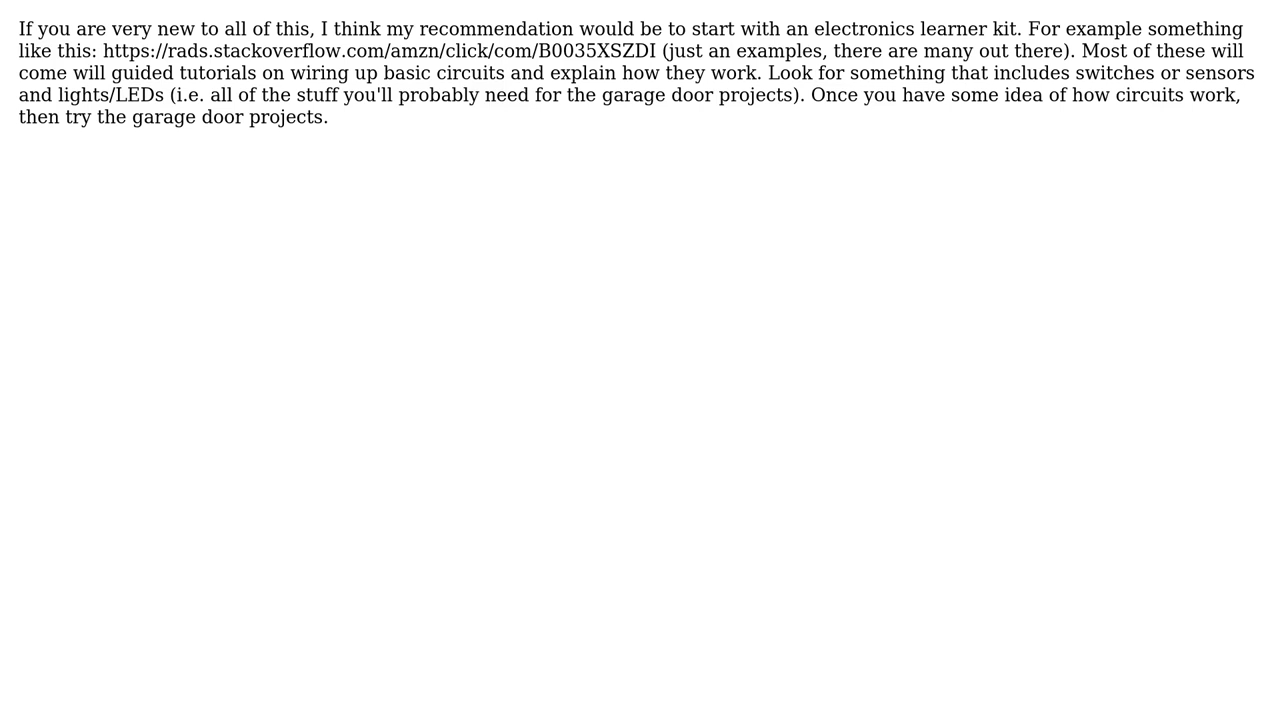 If you are very new to all of this, I think my recommendation would be to start with an electronics learner kit. For example something
like this: https://rads.stackoverflow.com/amzn/click/com/B0035XSZDI (just an examples, there are many out there). Most of these will
come will guided tutorials on wiring up basic circuits and explain how they work. Look for something that includes switches or sensors
and lights/LEDs (i.e. all of the stuff you'll probably need for the garage door projects). Once you have some idea of how circuits work,
then try the garage door projects.